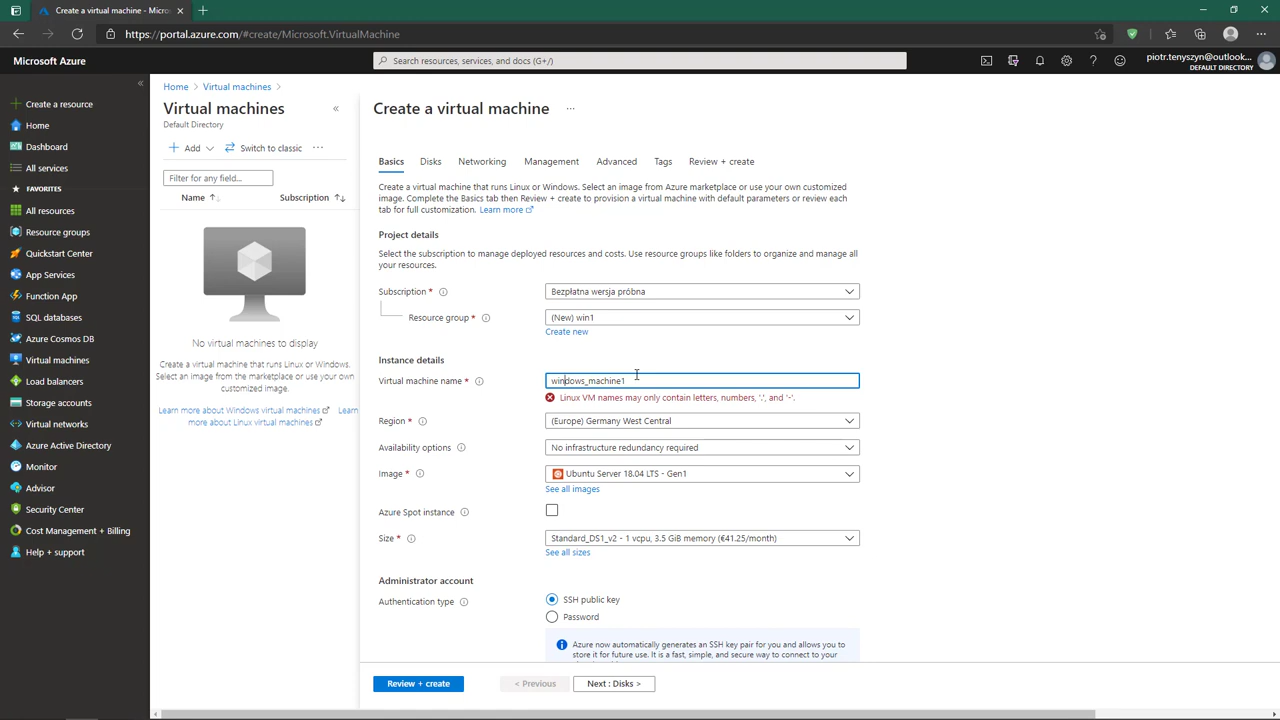 Create a virtual machine - Micro
https://portal.azure.com/#create/Microsoft.VirtualMachine
Microsoft Azure
Search resources, services, and docs (G+/)
piotr.tenyszyn@outlook...
DEFAULT DIRECTORY
Create a resource
Home
Dashboard
All services
FAVORITES
All resources
Resource groups
Quickstart Center
App Services
Function App
SQL databases
Azure Cosmos DB
Virtual machines
Load balancers
Storage accounts
Virtual networks
Azure Active Directory
Monitor
Advisor
Security Center
Cost Management + Billing
Help + support
Home > Virtual machines >
Virtual machines
Default Directory
Add
Switch to classic
Filter for any field...
Name
Subscription
No virtual machines to display
Create a virtual machine that runs Linux or Windows.
Select an image from the marketplace or use your own
customized image.
Learn more about Windows virtual machines
Learn
more about Linux virtual machines
Create a virtual machine
Basics
Disks
Networking
Management
Advanced
Tags
Review + create
Create a virtual machine that runs Linux or Windows. Select an image from Azure marketplace or use your own customized
image. Complete the Basics tab then Review + create to provision a virtual machine with default parameters or review each
tab for full customization. Learn more
Project details
Select the subscription to manage deployed resources and costs. Use resource groups like folders to organize and manage all
your resources.
Subscription *
Bezpłatna wersja próbna
Resource group *
(New) win1
Create new
Instance details
Virtual machine name *
windows_machine1
Linux VM names may only contain letters, numbers, '.', and '-'.
Region *
(Europe) Germany West Central
Availability options
No infrastructure redundancy required
Image *
Ubuntu Server 18.04 LTS - Gen1
See all images
Azure Spot instance
Size *
Standard_DS1_v2 - 1 vcpu, 3.5 GiB memory (€41.25/month)
See all sizes
Administrator account
Authentication type
SSH public key
Password
Azure now automatically generates an SSH key pair for you and allows you to
store it for future use. It is a fast, simple, and secure way to connect to your
Review + create
< Previous
Next : Disks >